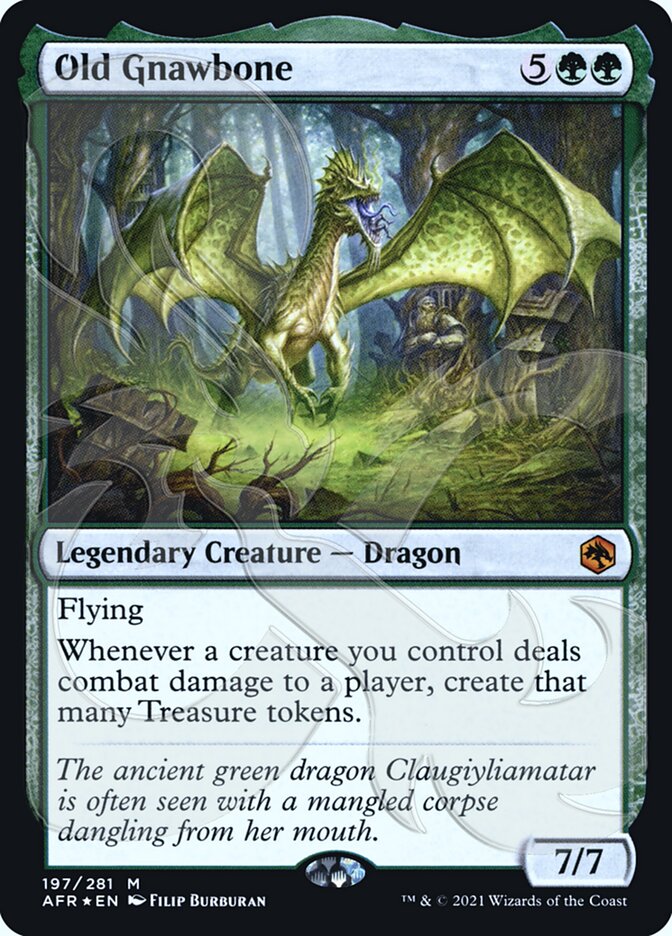 Old Gnawbone 5
Legendary Creature — Dragon
Flying
Whenever a creature you control deals
combat damage to a player, create that
many Treasure tokens.
The ancient green dragon Claugiyliamatar
is often seen with a mangled corpse
dangling from her mouth.
7/7
197/281 M
AFR★EN Filip Burburan
™ & © 2021 Wizards of the Coast